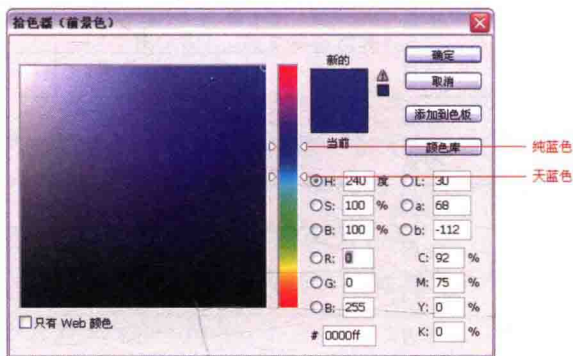 拾色器（前景色）
新的
当前
确定
取消
添加到色板
颜色库
纯蓝色
天蓝色
H: 240 度
S: 100 %
B: 100 %
R: 0
G: 0
B: 255
# 0000ff
L: 30
a: 68
b: -112
C: 92 %
M: 75 %
Y: 0 %
K: 0 %
只有 Web 颜色